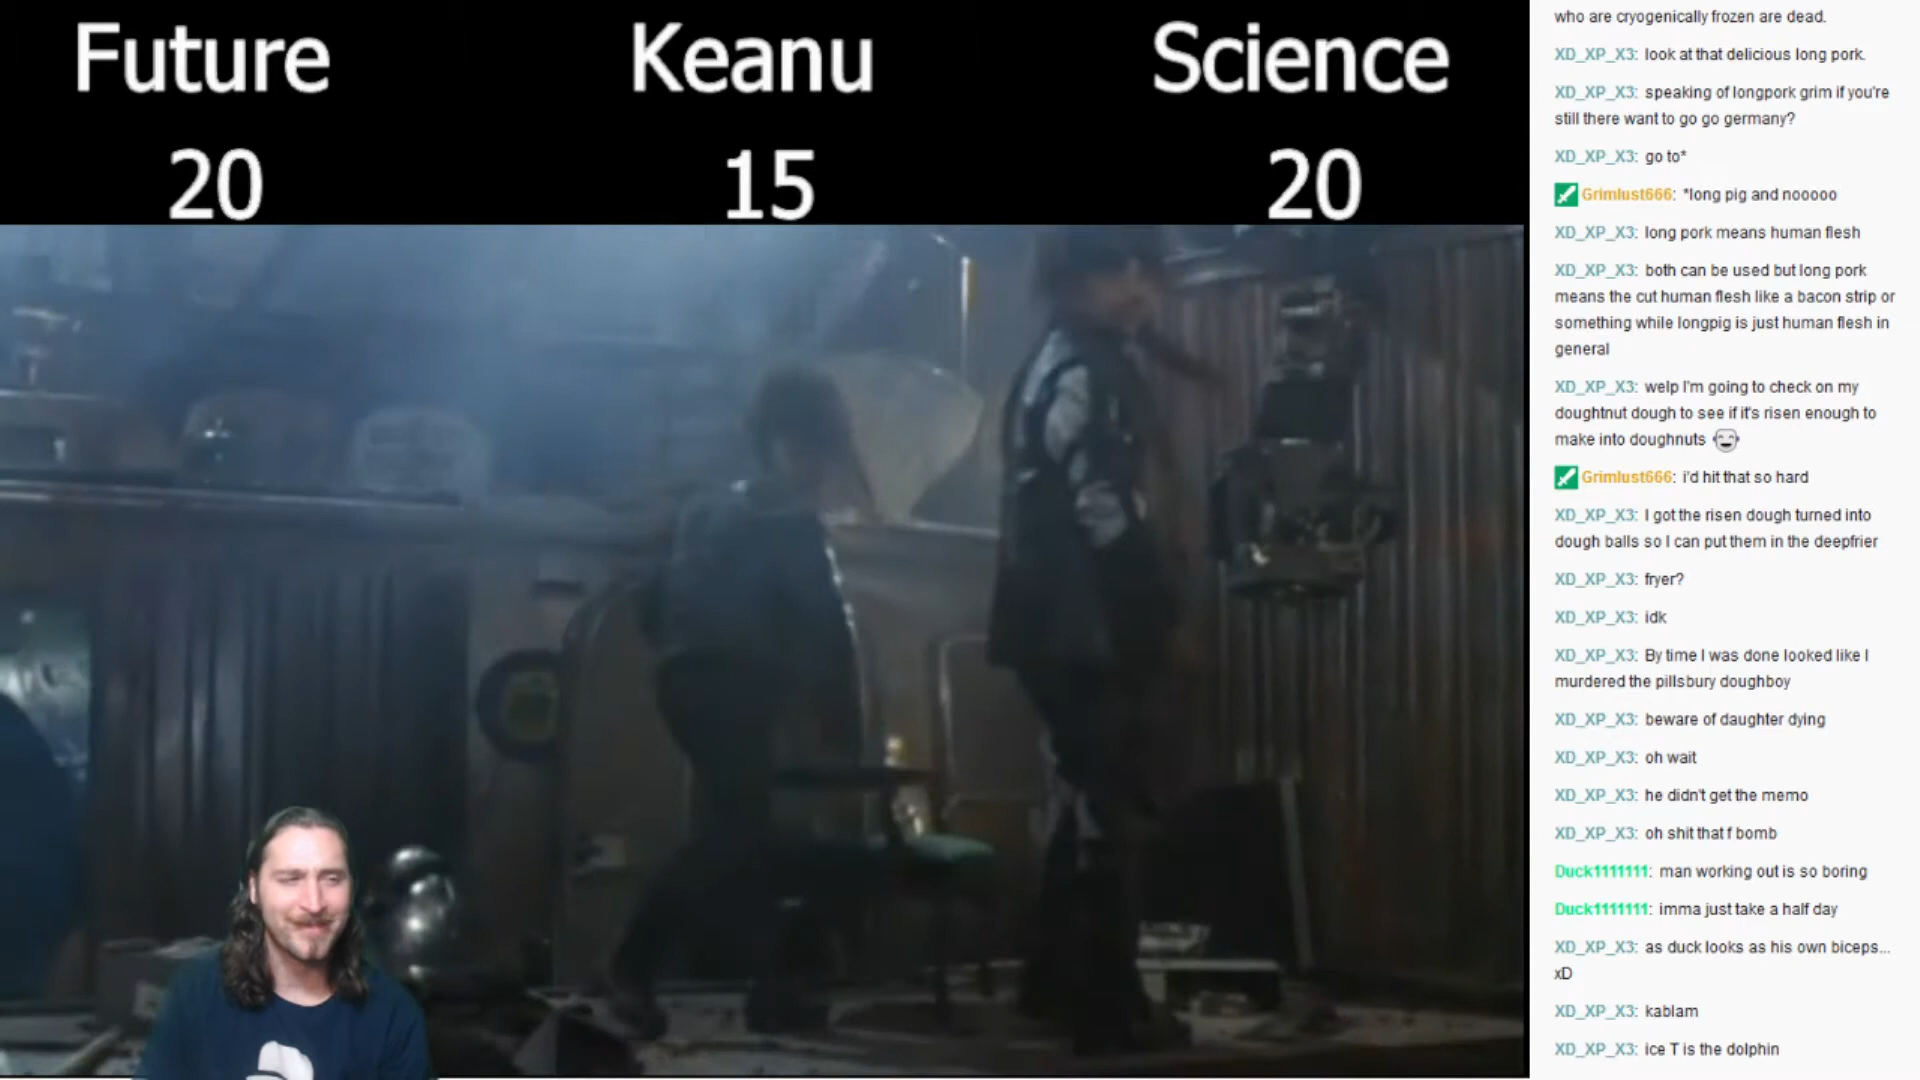 Future Keanu Science
20 15 20
who are cryogenically frozen are dead.
XD_XP_X3: look at that delicious long pork.
XD_XP_X3: speaking of longpork grim if you're
still there want to go go germany?
XD_XP_X3: go to*
Grimlust666: *long pig and nooooo
XD_XP_X3: long pork means human flesh
XD_XP_X3: both can be used but long pork
means the cut human flesh like a bacon strip or
something while longpig is just human flesh in
general
XD_XP_X3: welp I'm going to check on my
doughtnut dough to see if it's risen enough to
make into doughnuts
Grimlust666: i'd hit that so hard
XD_XP_X3: I got the risen dough turned into
dough balls so I can put them in the deepfrier
XD_XP_X3: fryer?
XD_XP_X3: idk
XD_XP_X3: By time I was done looked like I
murdered the pillsbury doughboy
XD_XP_X3: beware of daughter dying
XD_XP_X3: oh wait
XD_XP_X3: he didn't get the memo
XD_XP_X3: oh shit that f bomb
Duck1111111: man working out is so boring
Duck1111111: imma just take a half day
XD_XP_X3: as duck looks as his own biceps...
xD
XD_XP_X3: kablam
XD_XP_X3: ice T is the dolphin